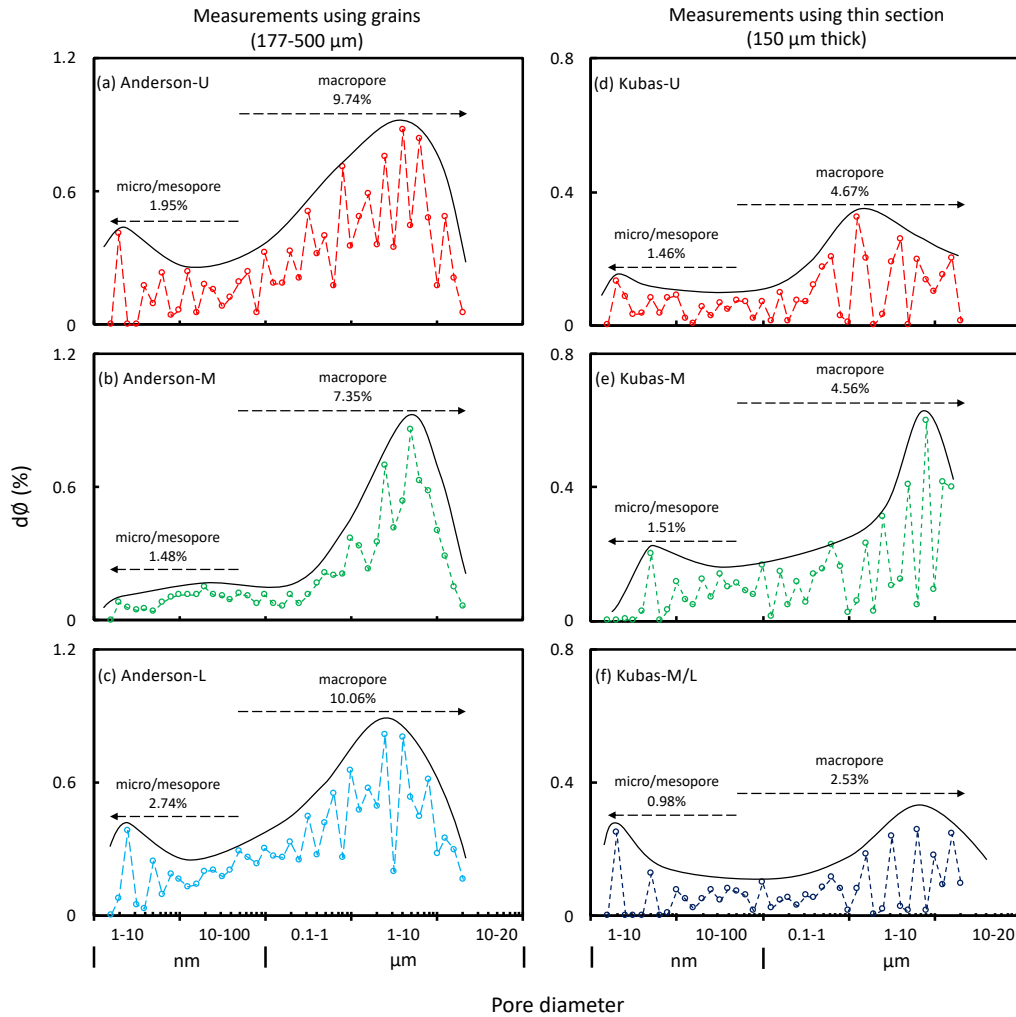 Measurements using grains
(177-500 µm)
Measurements using thin section
(150 µm thick)
1.2
0.6
0
(a) Anderson-U
macropore
9.74%
micro/mesopore
1.95%
0.8
0.4
0
(d) Kubas-U
macropore
4.67%
micro/mesopore
1.46%
1.2
0.6
0
(b) Anderson-M
macropore
7.35%
micro/mesopore
1.48%
0.8
0.4
0
(e) Kubas-M
macropore
4.56%
micro/mesopore
1.51%
1.2
0.6
0
(c) Anderson-L
macropore
10.06%
micro/mesopore
2.74%
0.8
0.4
0
(f) Kubas-M/L
macropore
2.53%
micro/mesopore
0.98%
dØ (%)
1-10 10-100 0.1-1 1-10 10-20
nm µm
1-10 10-100 0.1-1 1-10 10-20
nm µm
Pore diameter